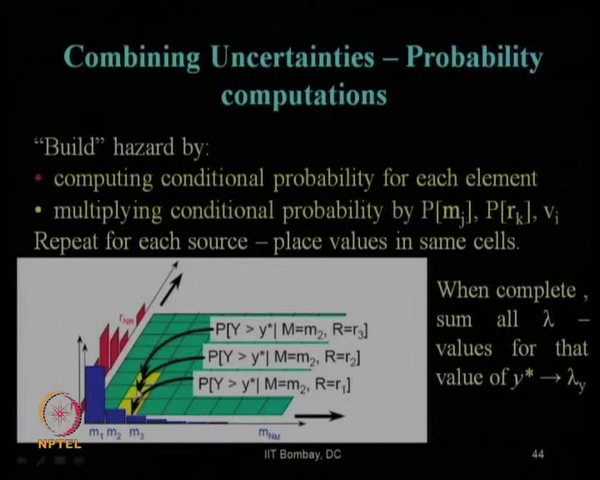 Combining Uncertainties – Probability
computations
“Build” hazard by:
• computing conditional probability for each element
• multiplying conditional probability by P[mj], P[rk], vi
Repeat for each source – place values in same cells.
When complete ,
sum all λ –
values for that
value of y* → λy
rNR
P[Y > y*| M=m2, R=r3]
P[Y > y*| M=m2, R=r2]
P[Y > y*| M=m2, R=r1]
m1 m2 m3 mNM
NPTEL
IIT Bombay, DC
44